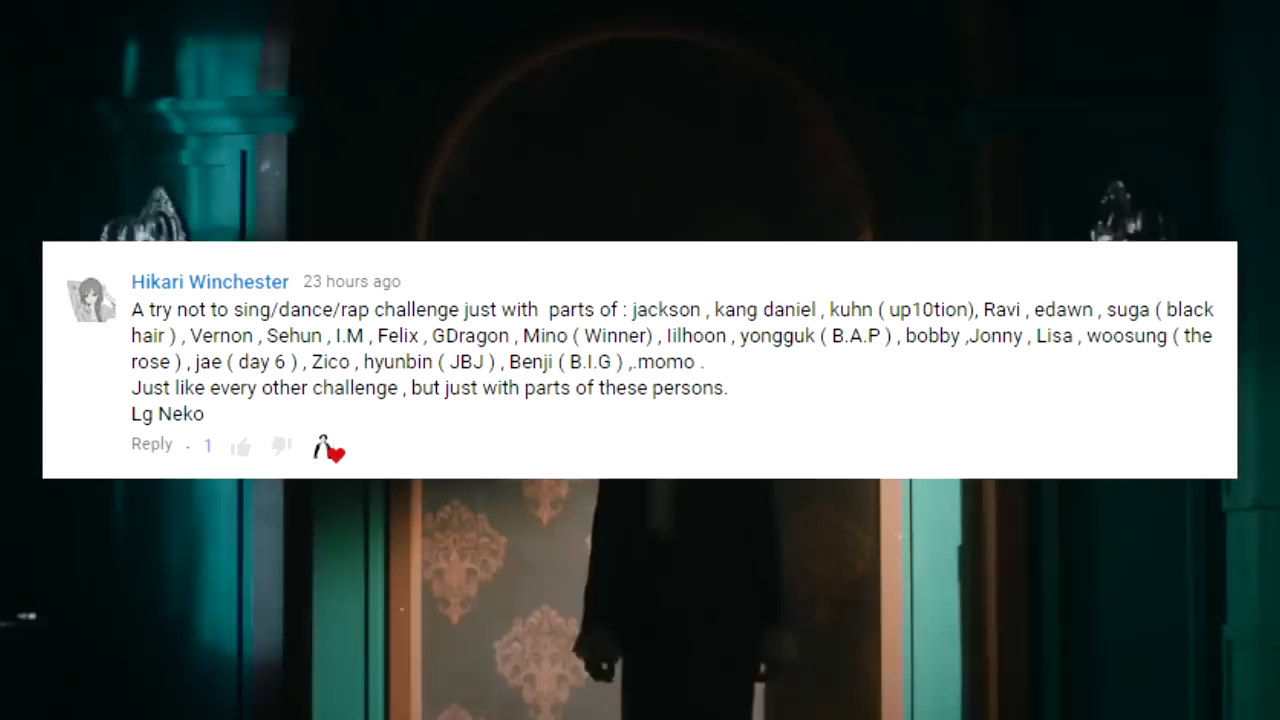 Hikari Winchester 23 hours ago
A try not to sing/dance/rap challenge just with  parts of : jackson , kang daniel , kuhn ( up10tion), Ravi , edawn , suga ( black
hair ) , Vernon , Sehun , I.M , Felix , GDragon , Mino ( Winner) , Iilhoon , yongguk ( B.A.P ) , bobby ,Jonny , Lisa , woosung ( the
rose ) , jae ( day 6 ) , Zico , hyunbin ( JBJ ) , Benji ( B.I.G ) ,.momo .
Just like every other challenge , but just with parts of these persons.
Lg Neko
Reply · 1